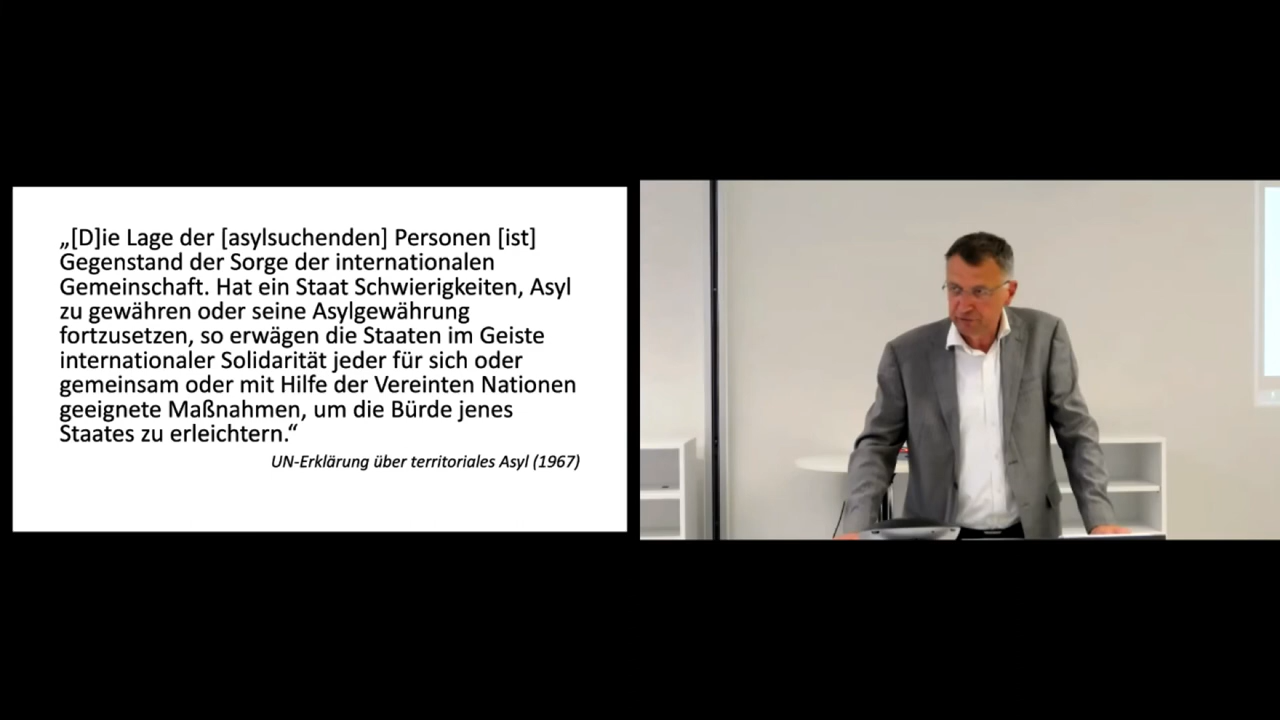 „[D]ie Lage der [asylsuchenden] Personen [ist]
Gegenstand der Sorge der internationalen
Gemeinschaft. Hat ein Staat Schwierigkeiten, Asyl
zu gewähren oder seine Asylgewährung
fortzusetzen, so erwägen die Staaten im Geiste
internationaler Solidarität jeder für sich oder
gemeinsam oder mit Hilfe der Vereinten Nationen
geeignete Maßnahmen, um die Bürde jenes
Staates zu erleichtern.“
UN-Erklärung über territoriales Asyl (1967)